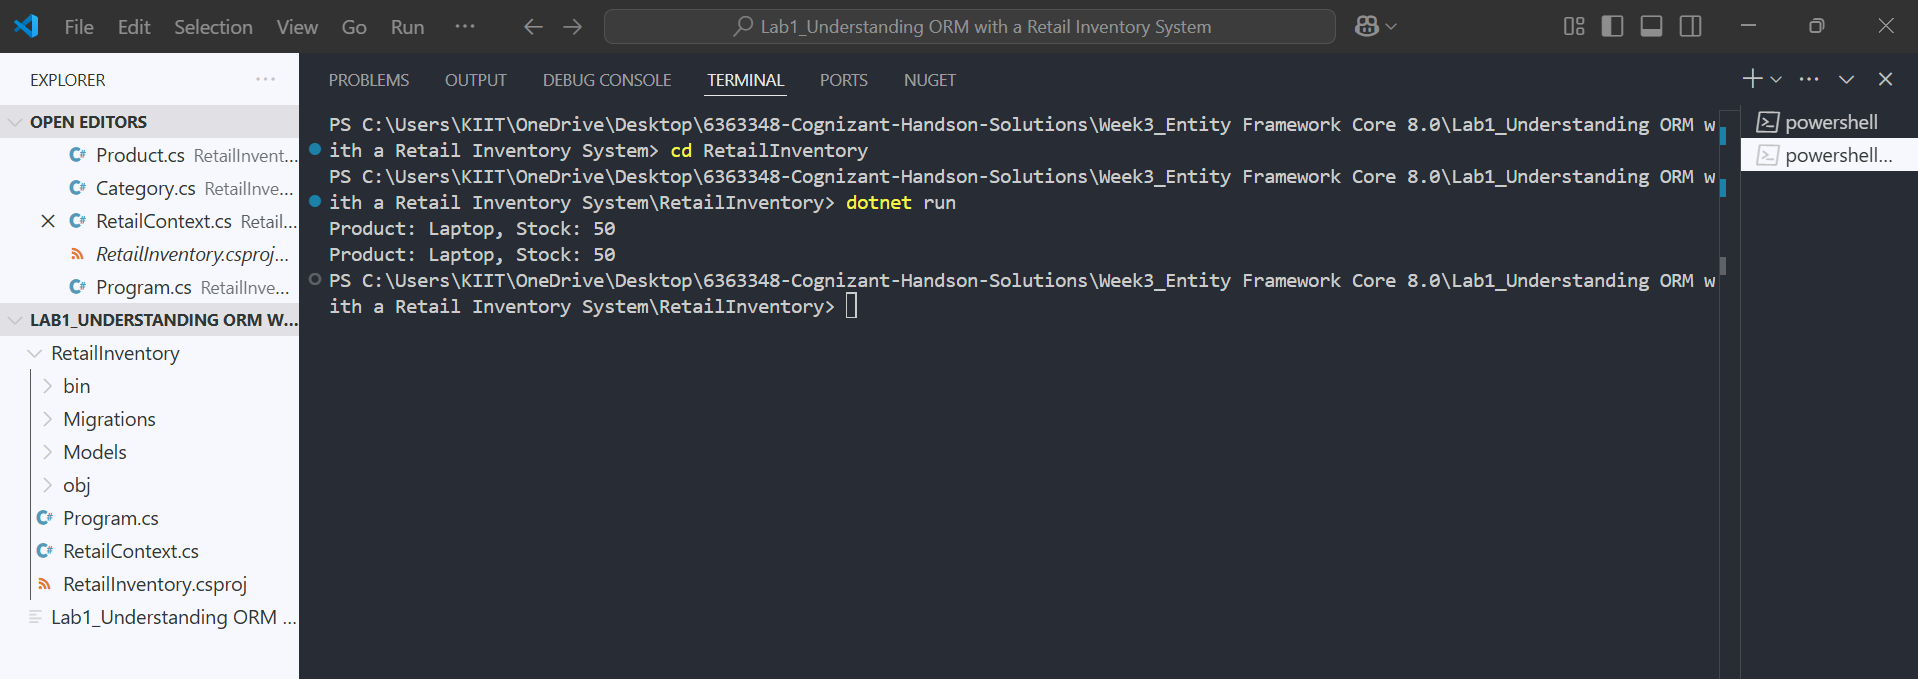 File Edit Selection View Go Run ··· Lab1_Understanding ORM with a Retail Inventory System
EXPLORER
OPEN EDITORS
Product.cs RetailInvent...
Category.cs RetailInve...
RetailContext.cs Retail...
RetailInventory.csproj...
Program.cs RetailInve...
LAB1_UNDERSTANDING ORM W...
RetailInventory
bin
Migrations
Models
obj
Program.cs
RetailContext.cs
RetailInventory.csproj
Lab1_Understanding ORM ...
PROBLEMS OUTPUT DEBUG CONSOLE TERMINAL PORTS NUGET
PS C:\Users\KIIT\OneDrive\Desktop\6363348-Cognizant-Handson-Solutions\Week3_Entity Framework Core 8.0\Lab1_Understanding ORM w
ith a Retail Inventory System> cd RetailInventory
PS C:\Users\KIIT\OneDrive\Desktop\6363348-Cognizant-Handson-Solutions\Week3_Entity Framework Core 8.0\Lab1_Understanding ORM w
ith a Retail Inventory System\RetailInventory> dotnet run
Product: Laptop, Stock: 50
Product: Laptop, Stock: 50
PS C:\Users\KIIT\OneDrive\Desktop\6363348-Cognizant-Handson-Solutions\Week3_Entity Framework Core 8.0\Lab1_Understanding ORM w
ith a Retail Inventory System\RetailInventory>
powershell
powershell...